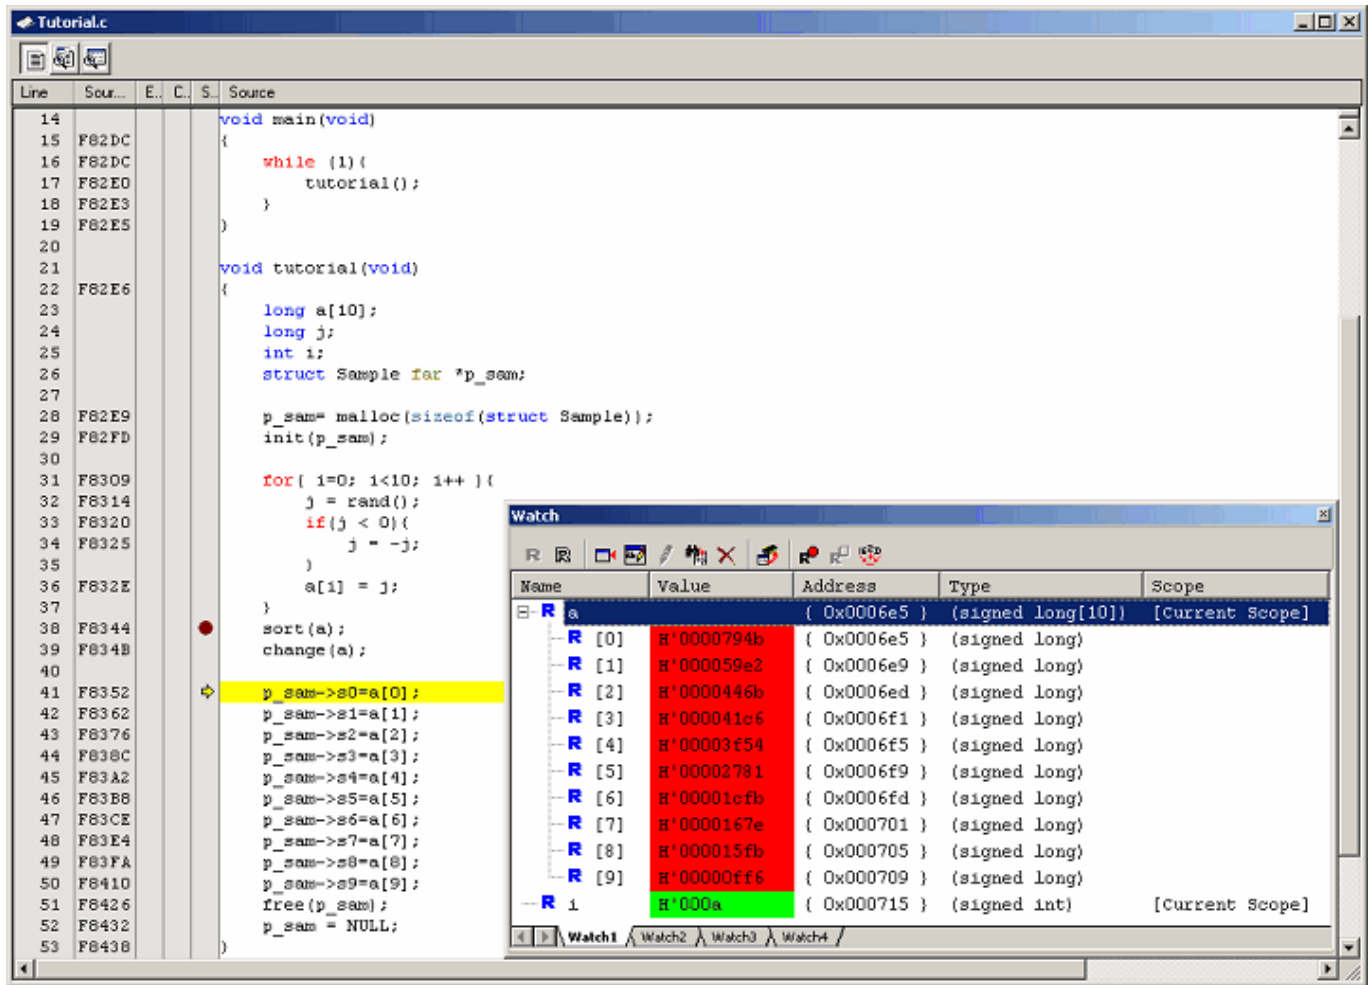 Tutorial.c
Line Sour... E.. C.. S.. Source
14 void main(void)
15 F82DC {
16 F82DC while (1){
17 F82E0 tutorial();
18 F82E3 }
19 F82E5 }
20
21 void tutorial(void)
22 F82E6 {
23 long a[10];
24 long j;
25 int i;
26 struct Sample far *p_sam;
27
28 F82E9 p_sam= malloc(sizeof(struct Sample));
29 F82FD init(p_sam);
30
31 F8309 for( i=0; i<10; i++ ){
32 F8314 j = rand();
33 F8320 if(j < 0){
34 F8325 j = -j;
35 }
36 F832E a[i] = j;
37 }
38 F8344 sort(a);
39 F834B change(a);
40
41 F8352 p_sam->s0=a[0];
42 F8362 p_sam->s1=a[1];
43 F8376 p_sam->s2=a[2];
44 F838C p_sam->s3=a[3];
45 F83A2 p_sam->s4=a[4];
46 F83B8 p_sam->s5=a[5];
47 F83CE p_sam->s6=a[6];
48 F83E4 p_sam->s7=a[7];
49 F83FA p_sam->s8=a[8];
50 F8410 p_sam->s9=a[9];
51 F8426 free(p_sam);
52 F8432 p_sam = NULL;
53 F8438 }
Watch
Name Value Address Type Scope
R a { 0x0006e5 } (signed long[10]) [Current Scope]
R [0] H'0000794b { 0x0006e5 } (signed long)
R [1] H'000059e2 { 0x0006e9 } (signed long)
R [2] H'0000446b { 0x0006ed } (signed long)
R [3] H'000041c6 { 0x0006f1 } (signed long)
R [4] H'00003f54 { 0x0006f5 } (signed long)
R [5] H'00002781 { 0x0006f9 } (signed long)
R [6] H'00001cfb { 0x0006fd } (signed long)
R [7] H'0000167e { 0x000701 } (signed long)
R [8] H'000015fb { 0x000705 } (signed long)
R [9] H'00000ff6 { 0x000709 } (signed long)
R i H'000a { 0x000715 } (signed int) [Current Scope]
Watch1 Watch2 Watch3 Watch4